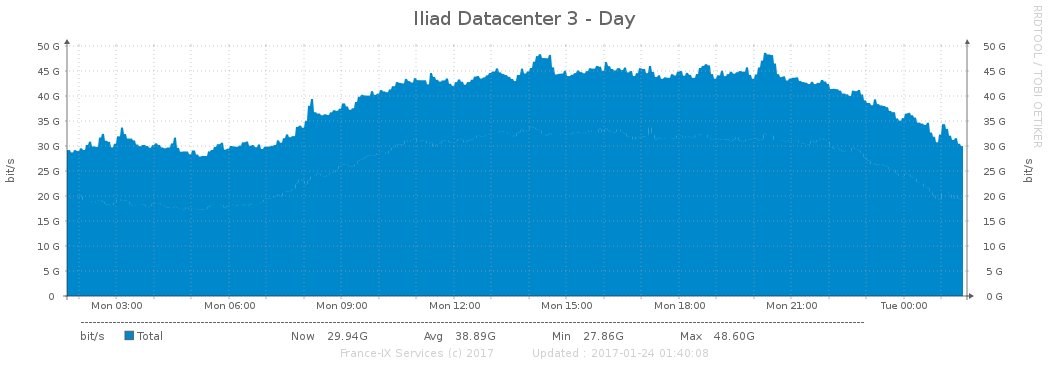 Iliad Datacenter 3 - Day
RRDTOOL / TOBI OETIKER
50 G 50 G
45 G 45 G
40 G 40 G
35 G 35 G
30 G 30 G
25 G 25 G
20 G 20 G
15 G 15 G
10 G 10 G
5 G 5 G
0 0 G
bit/s bit/s
Mon 03:00 Mon 06:00 Mon 09:00 Mon 12:00 Mon 15:00 Mon 18:00 Mon 21:00 Tue 00:00
bit/s Total Now 29.94G Avg 38.89G Min 27.86G Max 48.60G
France-IX Services (c) 2017 Updated : 2017-01-24 01:40:08